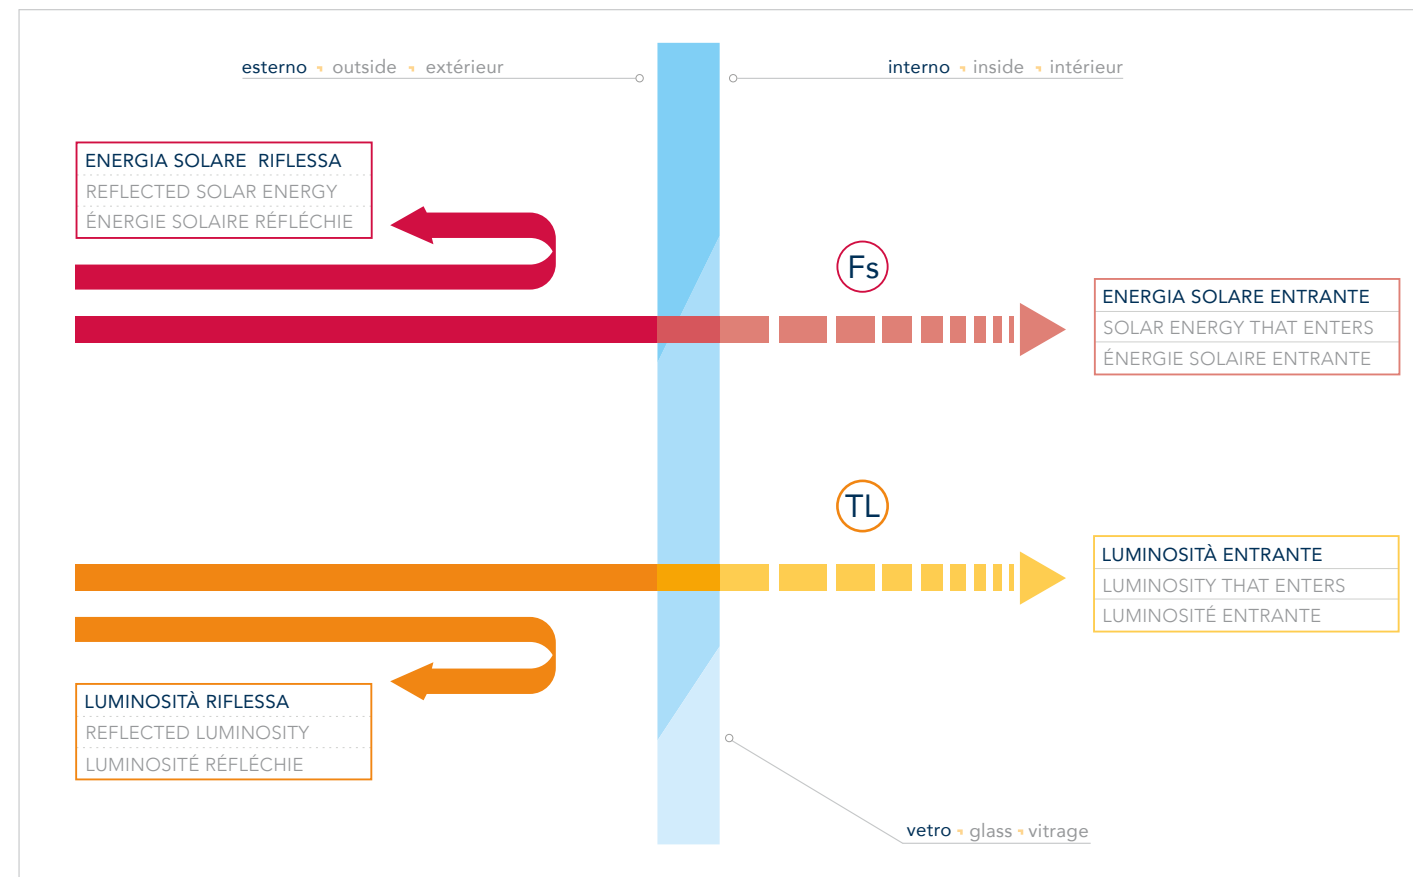 esterno outside extérieur
interno inside intérieur
ENERGIA SOLARE RIFLESSA
REFLECTED SOLAR ENERGY
ÉNERGIE SOLAIRE RÉFLÉCHIE
Fs
ENERGIA SOLARE ENTRANTE
SOLAR ENERGY THAT ENTERS
ÉNERGIE SOLAIRE ENTRANTE
TL
LUMINOSITÀ ENTRANTE
LUMINOSITY THAT ENTERS
LUMINOSITÉ ENTRANTE
LUMINOSITÀ RIFLESSA
REFLECTED LUMINOSITY
LUMINOSITÉ RÉFLÉCHIE
vetro glass vitrage